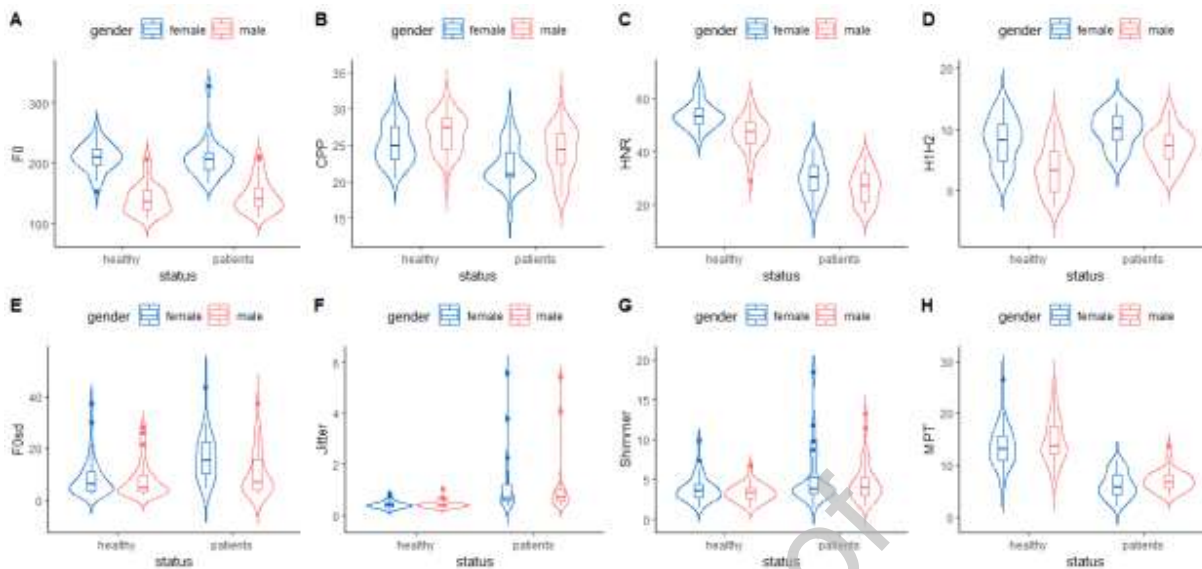 A gender female male
B gender female male
C gender female male
D gender female male
F0
300
200
100
healthy patients
status
CPP
35
30
25
20
15
healthy patients
status
HNR
60
40
20
healthy patients
status
H1H2
20
10
0
healthy patients
status
E gender female male
F gender female male
G gender female male
H gender female male
F0sd
40
20
0
healthy patients
status
Jitter
6
4
2
0
healthy patients
status
Shimmer
20
15
10
5
0
healthy patients
status
MPT
30
20
10
0
healthy patients
status
of